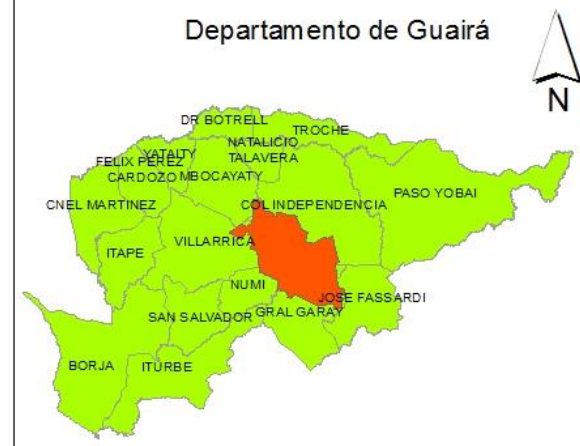 Departamento de Guairá
N
DR BOTRELL
TROCHE
NATALICIO
TALAVERA
YATAITY
FELIX PEREZ
CARDOZO
MBOCAYATY
PASO YOBAI
CNEL MARTINEZ
COL INDEPENDENCIA
VILLARRICA
ITAPE
NUMI
JOSE FASSARDI
SAN SALVADOR
GRAL GARAY
BORJA
ITURBE